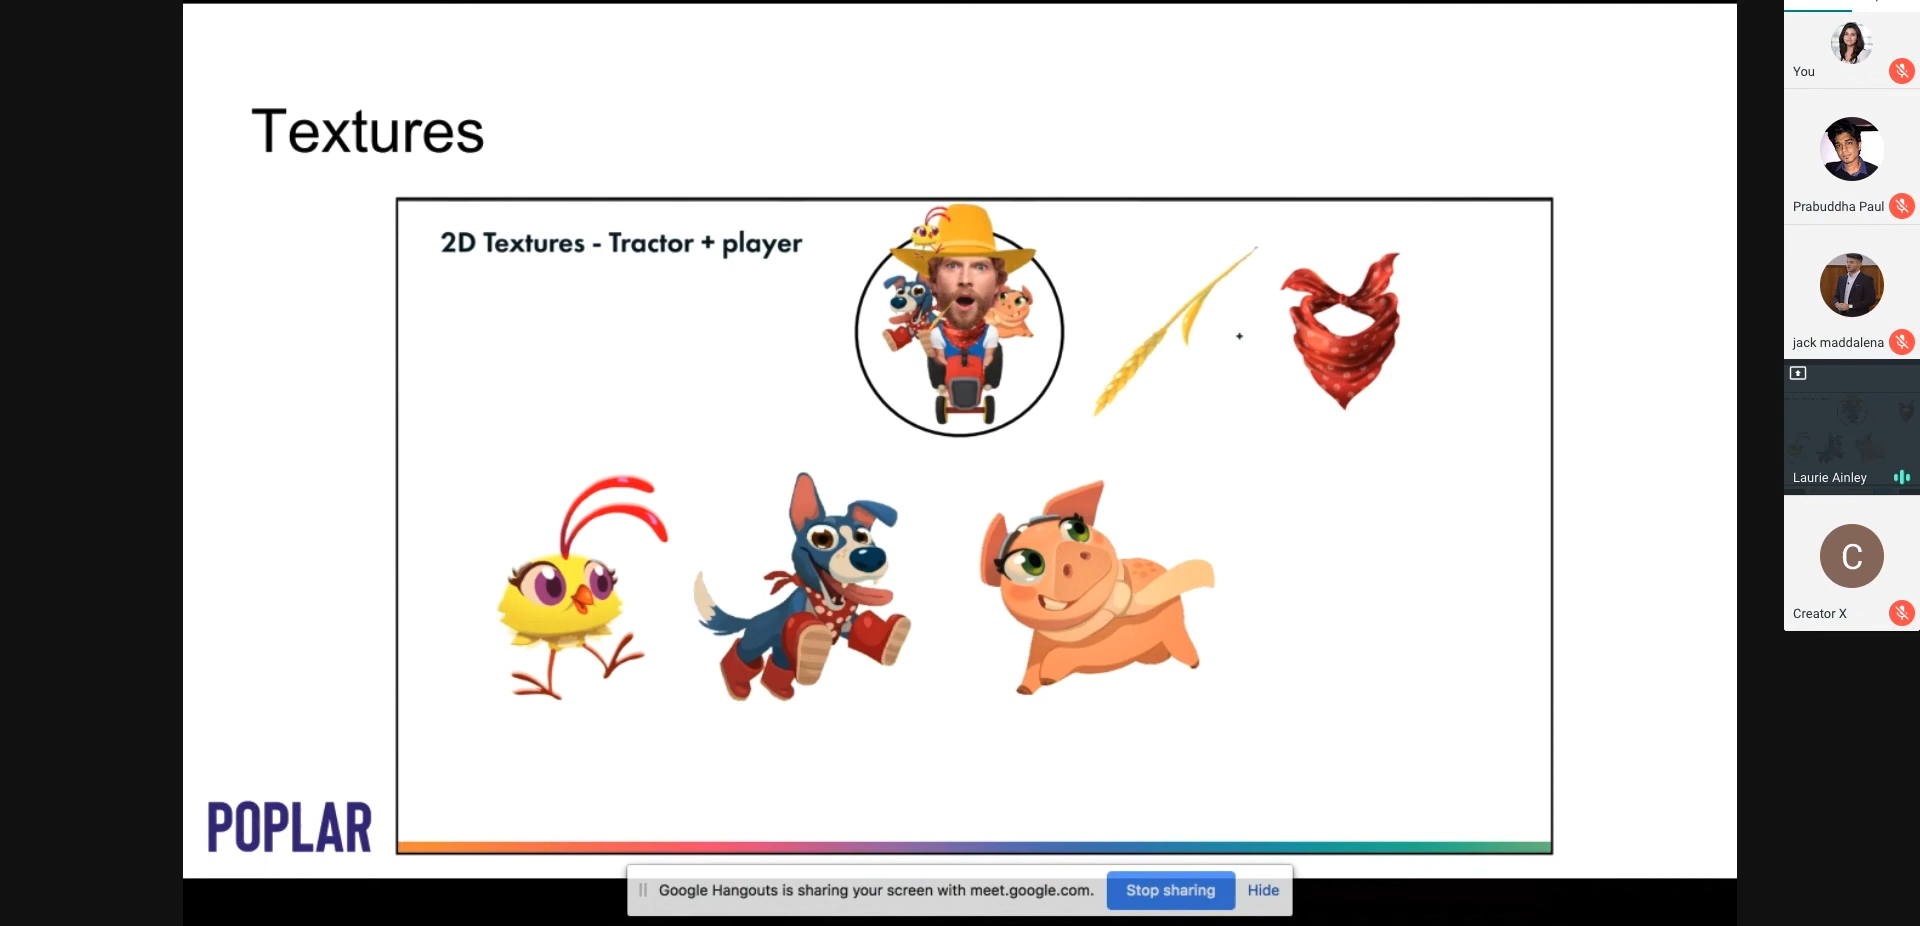 Textures
2D Textures - Tractor + player
POPLAR
Google Hangouts is sharing your screen with meet.google.com.
Stop sharing
Hide
You
Prabuddha Paul
jack maddalena
Laurie Ainley
C
Creator X